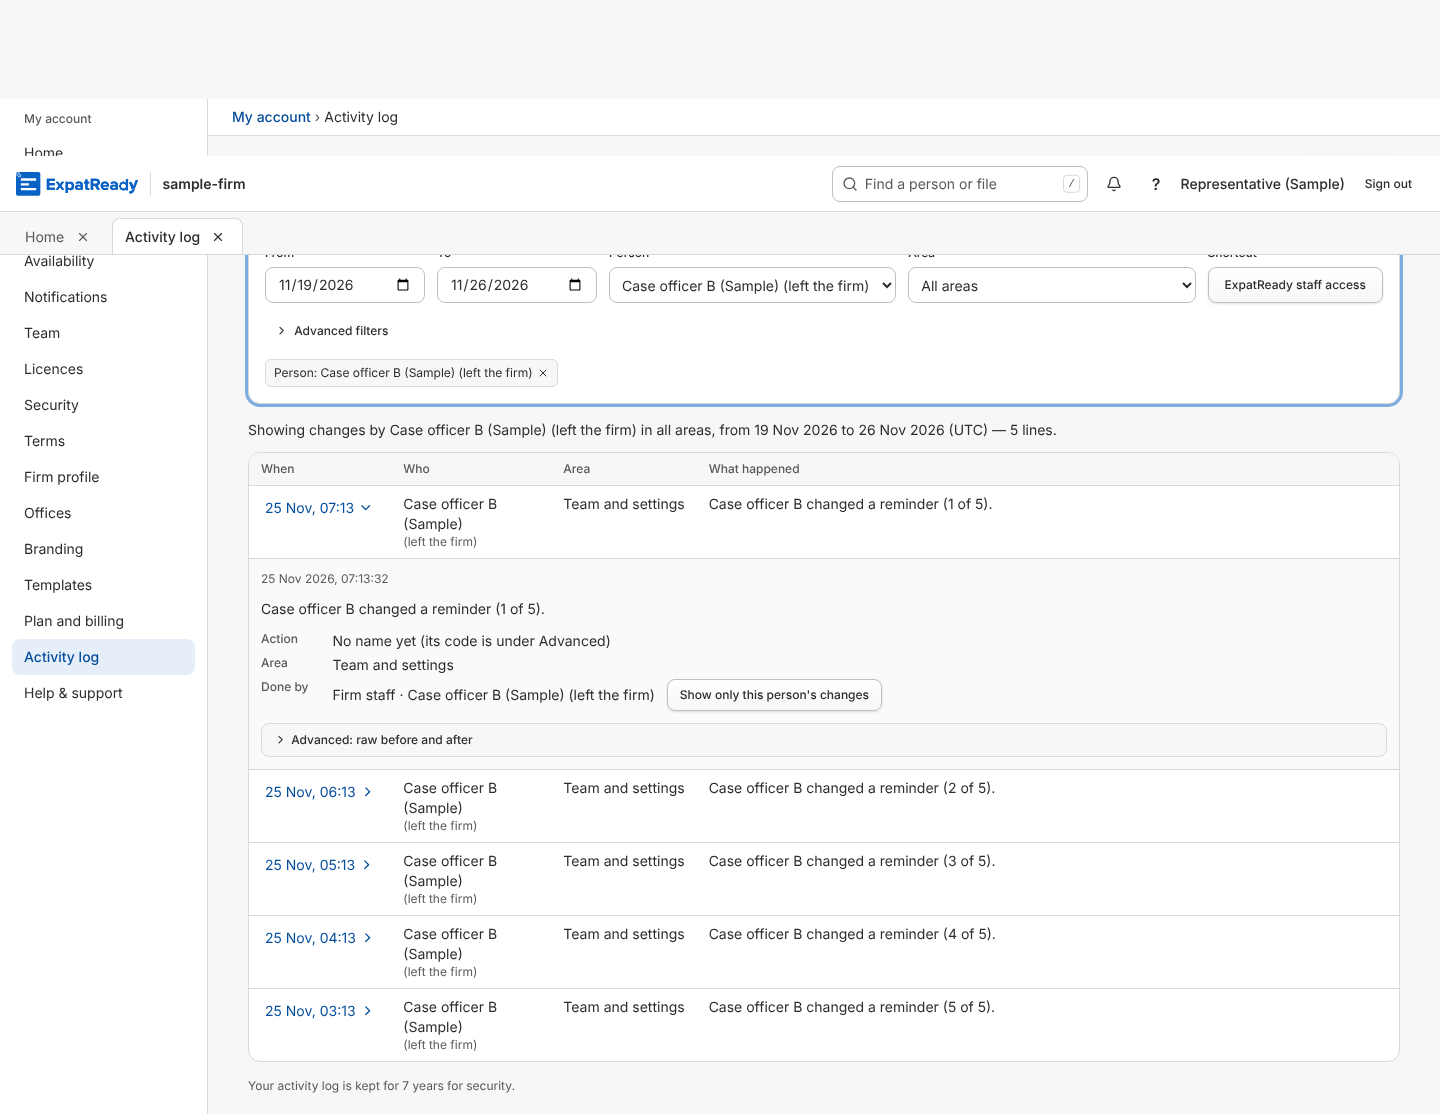 My account
My account › Activity log
Home
ExpatReady sample-firm
Find a person or file /
? Representative (Sample) Sign out
Home
Activity log
Availability
Notifications
Team
Licences
Security
Terms
Firm profile
Offices
Branding
Templates
Plan and billing
Activity log
Help & support
11/19/2026
11/26/2026
Case officer B (Sample) (left the firm)
All areas
ExpatReady staff access
Advanced filters
Person: Case officer B (Sample) (left the firm)
Showing changes by Case officer B (Sample) (left the firm) in all areas, from 19 Nov 2026 to 26 Nov 2026 (UTC) — 5 lines.
When Who Area What happened
25 Nov, 07:13 Case officer B Team and settings Case officer B changed a reminder (1 of 5).
(Sample)
(left the firm)
25 Nov 2026, 07:13:32
Case officer B changed a reminder (1 of 5).
Action No name yet (its code is under Advanced)
Area Team and settings
Done by Firm staff · Case officer B (Sample) (left the firm) Show only this person's changes
Advanced: raw before and after
25 Nov, 06:13 Case officer B Team and settings Case officer B changed a reminder (2 of 5).
(Sample)
(left the firm)
25 Nov, 05:13 Case officer B Team and settings Case officer B changed a reminder (3 of 5).
(Sample)
(left the firm)
25 Nov, 04:13 Case officer B Team and settings Case officer B changed a reminder (4 of 5).
(Sample)
(left the firm)
25 Nov, 03:13 Case officer B Team and settings Case officer B changed a reminder (5 of 5).
(Sample)
(left the firm)
Your activity log is kept for 7 years for security.